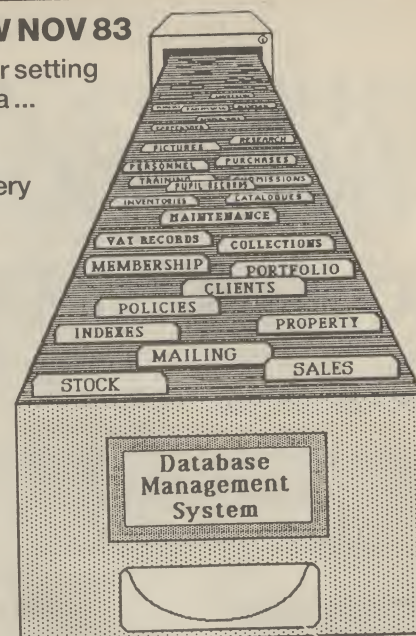 W NOV 83
r setting
a ...
ery
PICTURES
RESEARCH
PERSONNEL
PURCHASES
TRAINING
PUPIL RECORDS
INVENTORIES
CATALOGUES
MAINTENANCE
VAT RECORDS
COLLECTIONS
MEMBERSHIP
PORTFOLIO
CLIENTS
POLICIES
INDEXES
PROPERTY
MAILING
STOCK
SALES
Database
Management
System